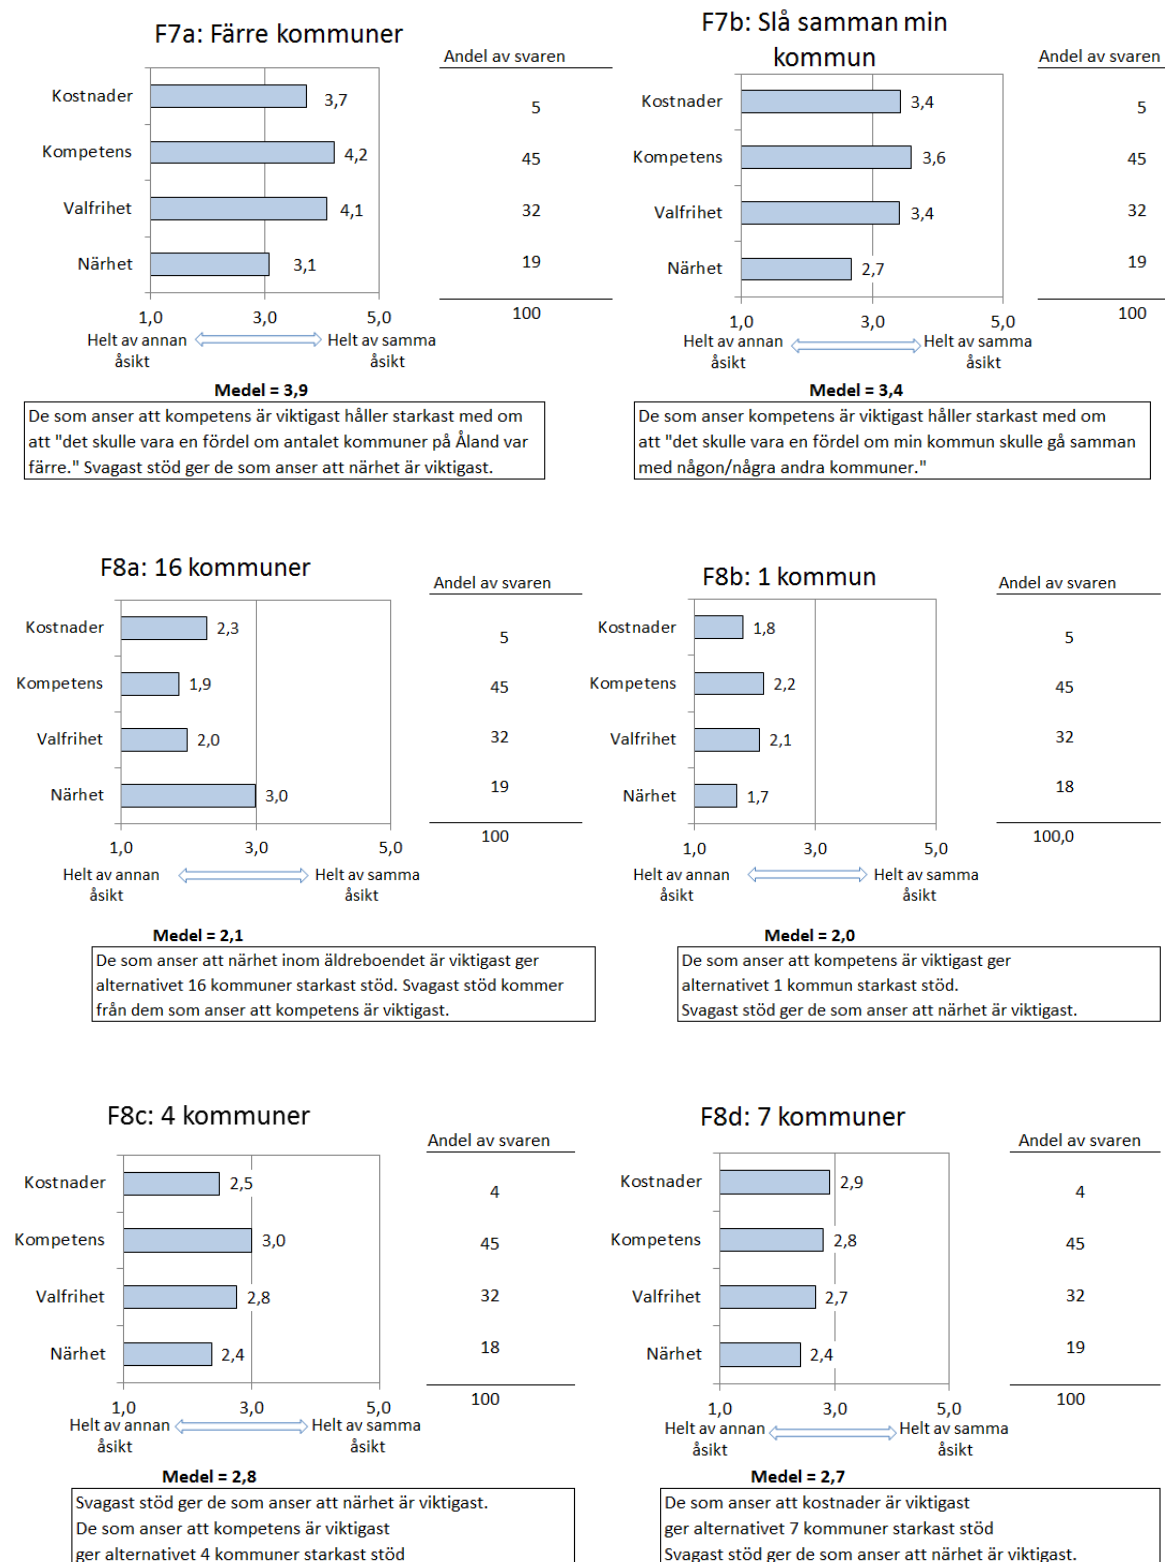 F7a: Färre kommuner
Andel av svaren
Kostnader 3,7 5
Kompetens 4,2 45
Valfrihet 4,1 32
Närhet 3,1 19
100
1,0 3,0 5,0
Helt av annan åsikt
Helt av samma åsikt
Medel = 3,9
De som anser att kompetens är viktigast håller starkast med om
att "det skulle vara en fördel om antalet kommuner på Åland var
färre." Svagast stöd ger de som anser att närhet är viktigast.
F7b: Slå samman min
kommun
Andel av svaren
Kostnader 3,4 5
Kompetens 3,6 45
Valfrihet 3,4 32
Närhet 2,7 19
100
1,0 3,0 5,0
Helt av annan åsikt
Helt av samma åsikt
Medel = 3,4
De som anser kompetens är viktigast håller starkast med om
att "det skulle vara en fördel om min kommun skulle gå samman
med någon/några andra kommuner."
F8a: 16 kommuner
Andel av svaren
Kostnader 2,3 5
Kompetens 1,9 45
Valfrihet 2,0 32
Närhet 3,0 19
100
1,0 3,0 5,0
Helt av annan åsikt
Helt av samma åsikt
Medel = 2,1
De som anser att närhet inom äldreboendet är viktigast ger
alternativet 16 kommuner starkast stöd. Svagast stöd kommer
från dem som anser att kompetens är viktigast.
F8b: 1 kommun
Andel av svaren
Kostnader 1,8 5
Kompetens 2,2 45
Valfrihet 2,1 32
Närhet 1,7 18
100,0
1,0 3,0 5,0
Helt av annan åsikt
Helt av samma åsikt
Medel = 2,0
De som anser att kompetens är viktigast ger
alternativet 1 kommun starkast stöd.
Svagast stöd ger de som anser att närhet är viktigast.
F8c: 4 kommuner
Andel av svaren
Kostnader 2,5 4
Kompetens 3,0 45
Valfrihet 2,8 32
Närhet 2,4 18
100
1,0 3,0 5,0
Helt av annan åsikt
Helt av samma åsikt
Medel = 2,8
Svagast stöd ger de som anser att närhet är viktigast.
De som anser att kompetens är viktigast
ger alternativet 4 kommuner starkast stöd
F8d: 7 kommuner
Andel av svaren
Kostnader 2,9 4
Kompetens 2,8 45
Valfrihet 2,7 32
Närhet 2,4 19
100
1,0 3,0 5,0
Helt av annan åsikt
Helt av samma åsikt
Medel = 2,7
De som anser att kostnader är viktigast
ger alternativet 7 kommuner starkast stöd
Svagast stöd ger de som anser att närhet är viktigast.